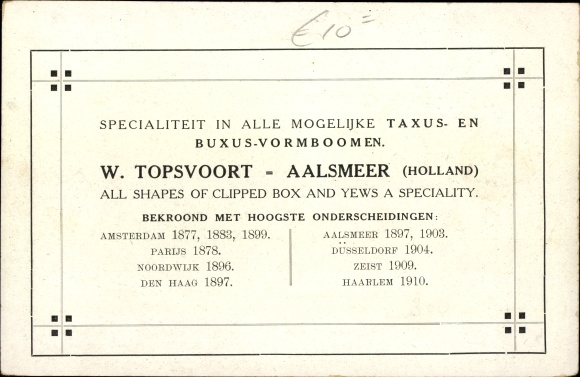 €10=
SPECIALITEIT IN ALLE MOGELIJKE TAXUS- EN
BUXUS-VORMBOOMEN.
W. TOPSVOORT - AALSMEER (HOLLAND)
ALL SHAPES OF CLIPPED BOX AND YEWS A SPECIALITY.
BEKROOND MET HOOGSTE ONDERSCHEIDINGEN:
AMSTERDAM 1877, 1883, 1899.
PARIJS 1878.
NOORDWIJK 1896.
DEN HAAG 1897.
AALSMEER 1897, 1903.
DÜSSELDORF 1904.
ZEIST 1909.
HAARLEM 1910.